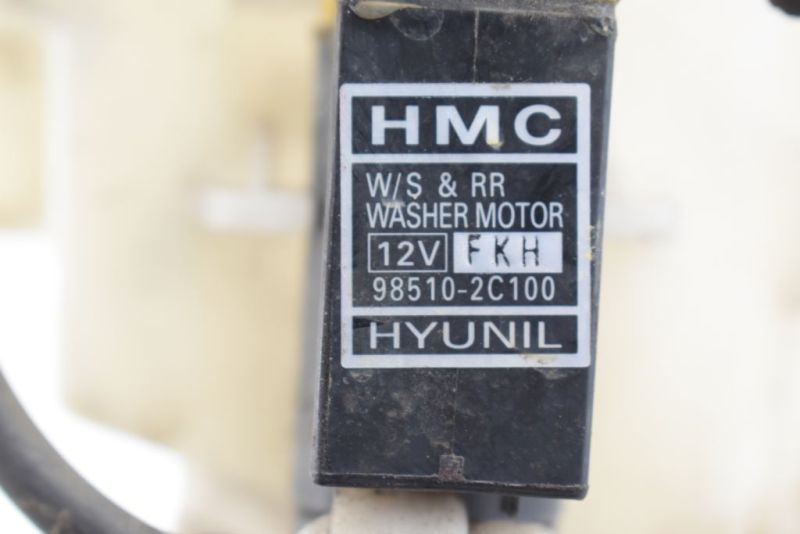 HMC
W/S & RR
WASHER MOTOR
12V FKH
98510-2C100
HYUNIL